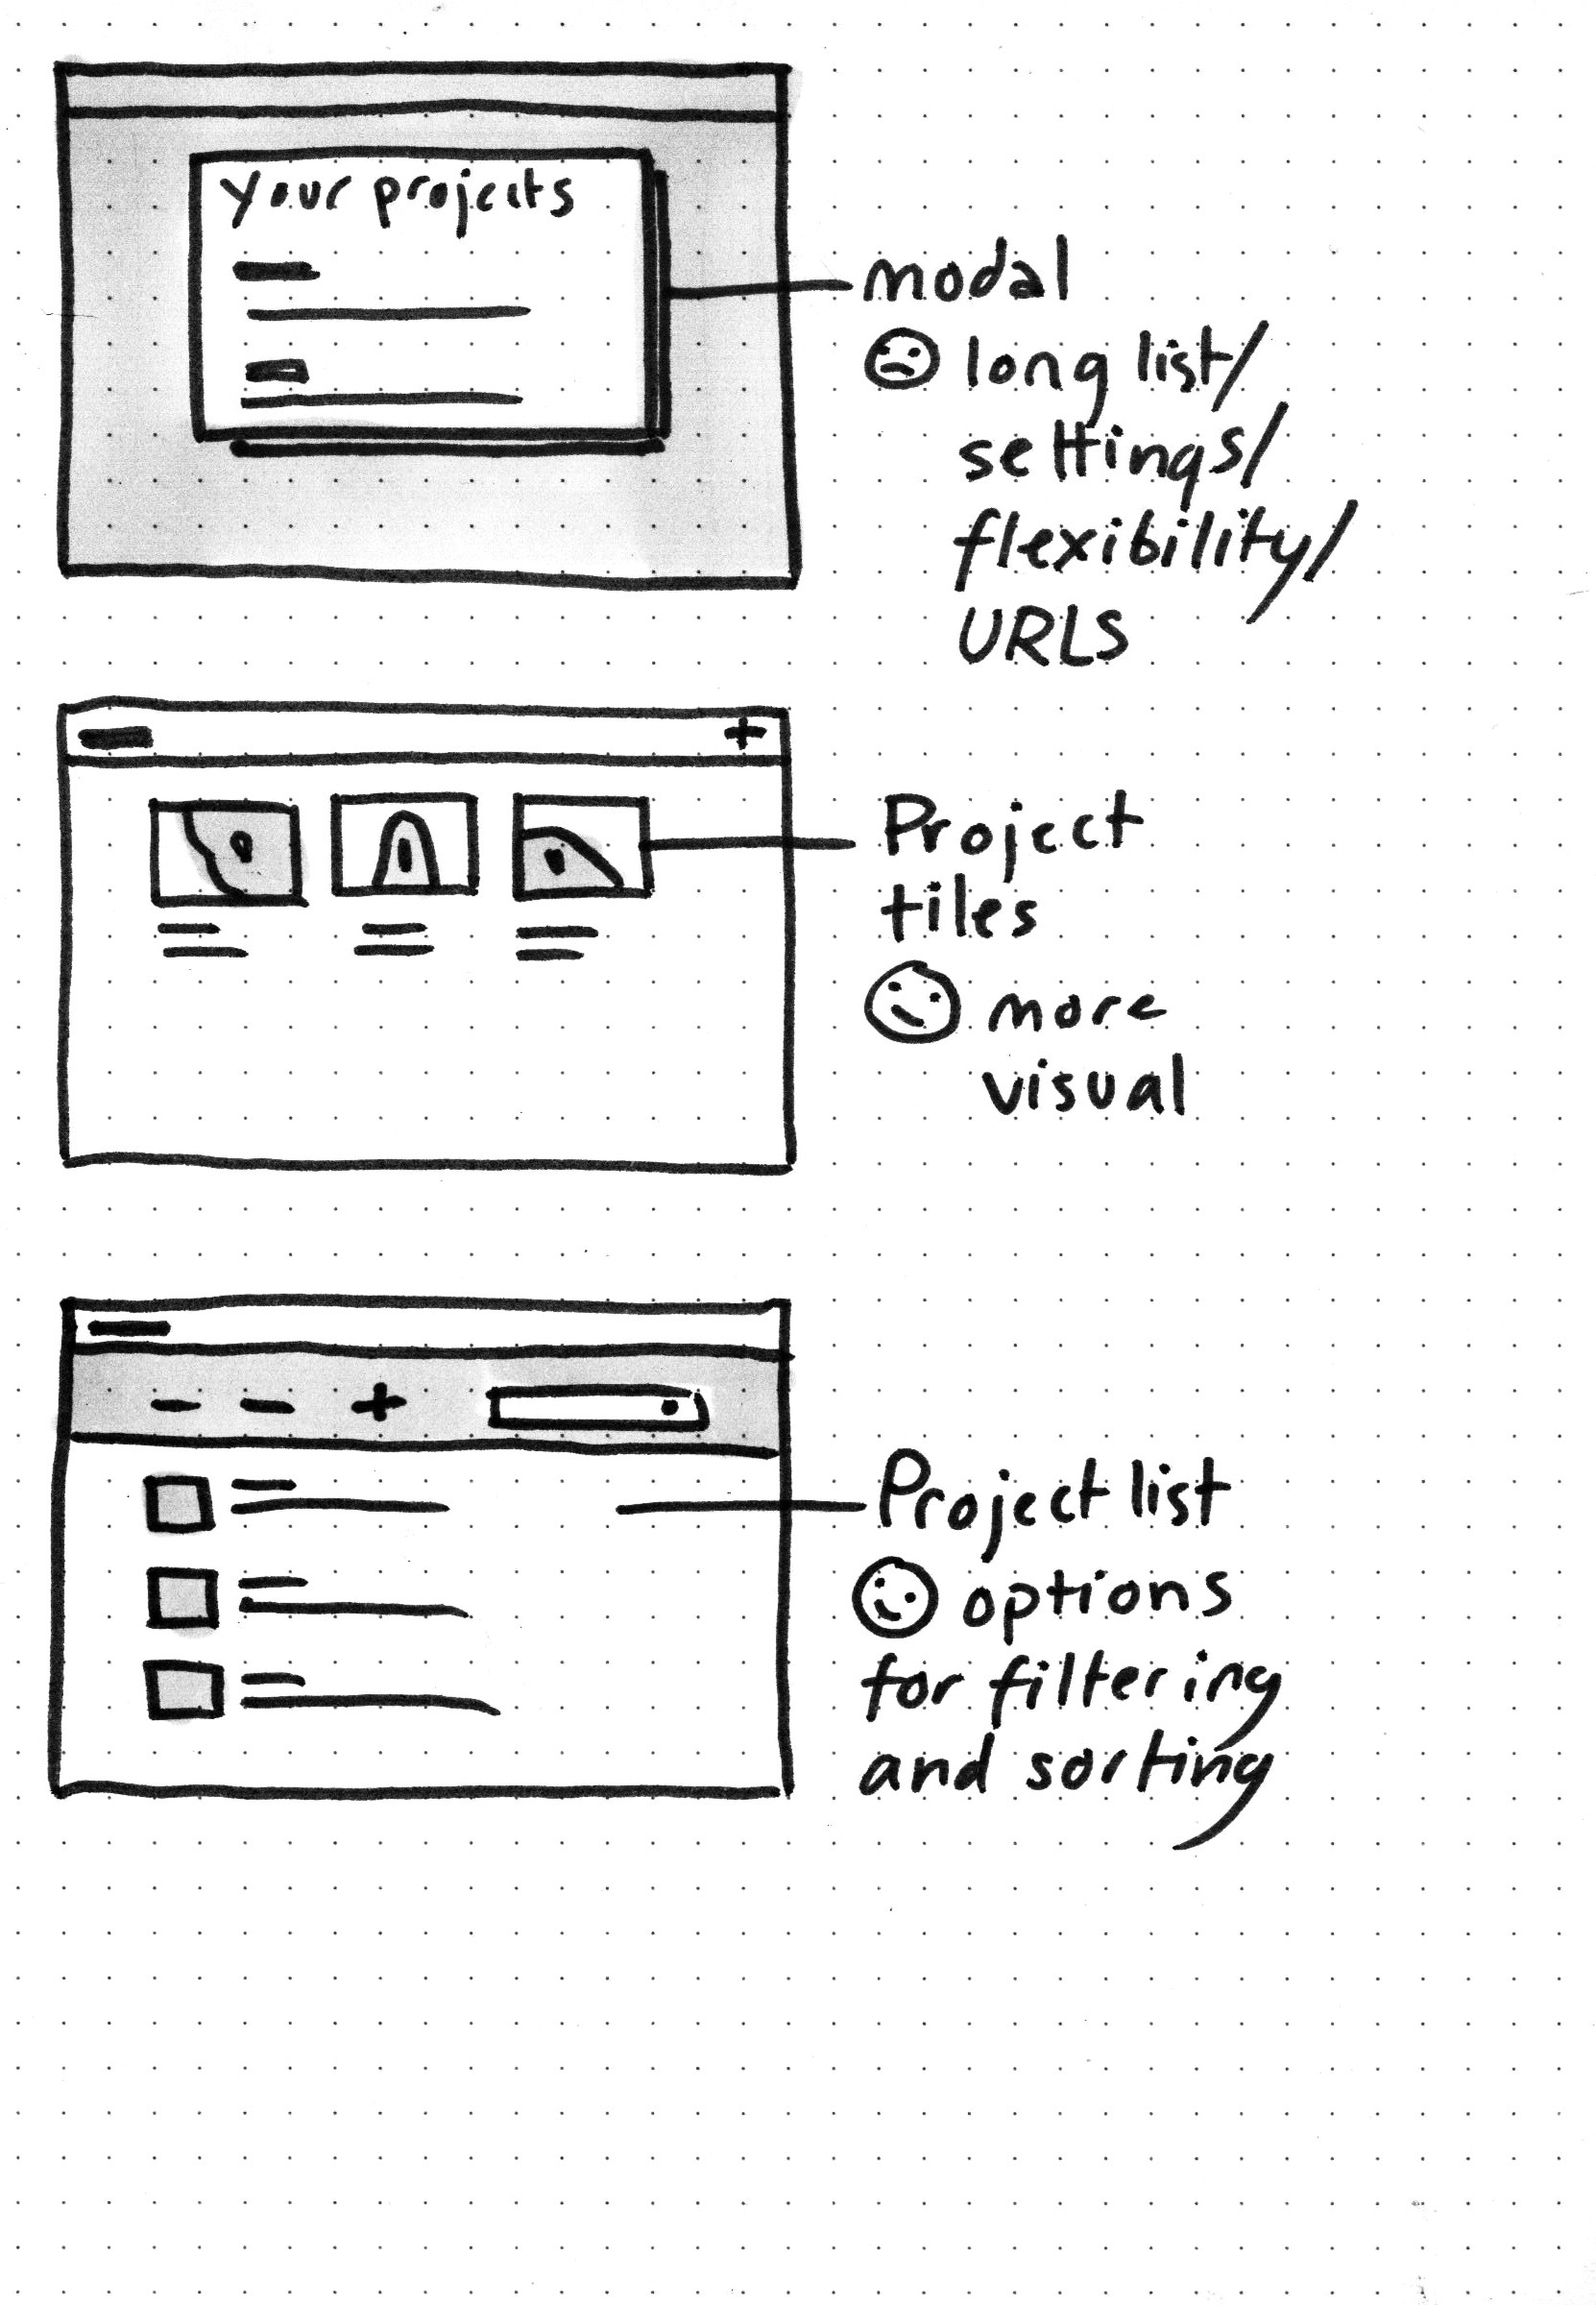 Your projects
modal
long list/
settings/
flexibility/
URLS
Project
tiles
more
visual
Project list
options
for filtering
and sorting